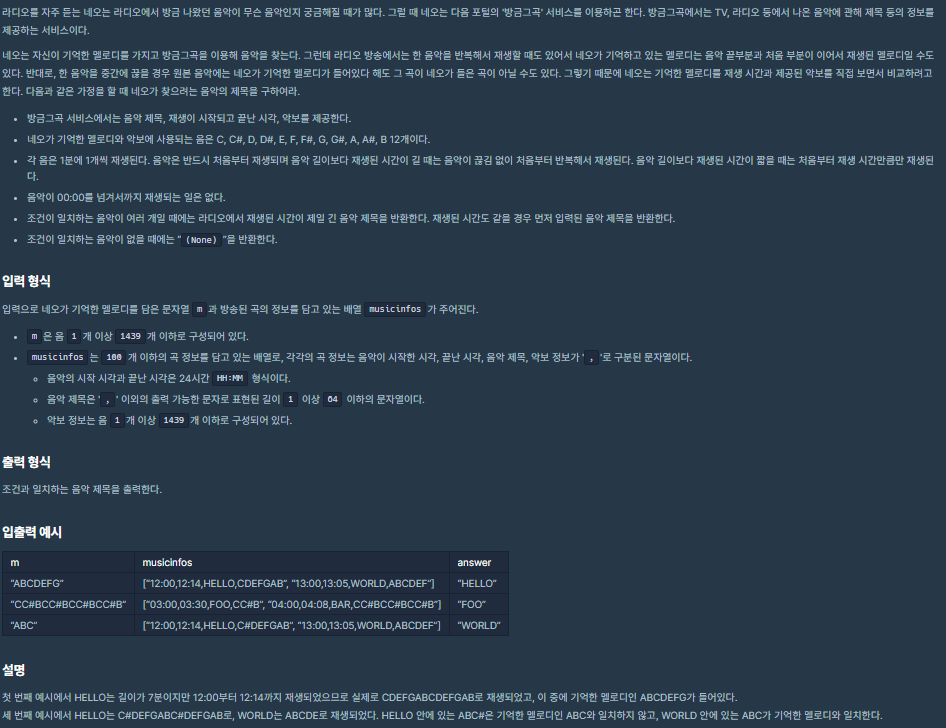 라디오를 자주 듣는 네오는 라디오에서 방금 나왔던 음악이 무슨 음악인지 궁금해질 때가 많다. 그럴 때 네오는 다음 포털의 '방금그곡' 서비스를 이용하곤 한다. 방금그곡에서는 TV, 라디오 등에서 나온 음악에 관해 제목 등의 정보를
제공하는 서비스이다.
네오는 자신이 기억한 멜로디를 가지고 방금그곡을 이용해 음악을 찾는다. 그런데 라디오 방송에서는 한 음악을 반복해서 재생할 때도 있어서 네오가 기억하고 있는 멜로디는 음악 끝부분과 처음 부분이 이어서 재생된 멜로디일 수도
있다. 반대로, 한 음악을 중간에 끊을 경우 원본 음악에는 네오가 기억한 멜로디가 들어있다 해도 그 곡이 네오가 들은 곡이 아닐 수도 있다. 그렇기 때문에 네오는 기억한 멜로디를 재생 시간과 제공된 악보를 직접 보면서 비교하려고
한다. 다음과 같은 가정을 할 때 네오가 찾으려는 음악의 제목을 구하여라.
• 방금그곡 서비스에서는 음악 제목, 재생이 시작되고 끝난 시각, 악보를 제공한다.
• 네오가 기억한 멜로디와 악보에 사용되는 음은 C, C#, D, D#, E, F, F#, G, G#, A, A#, B 12개이다.
• 각 음은 1분에 1개씩 재생된다. 음악은 반드시 처음부터 재생되며 음악 길이보다 재생된 시간이 길 때는 음악이 끊김 없이 처음부터 반복해서 재생된다. 음악 길이보다 재생된 시간이 짧을 때는 처음부터 재생 시간만큼만 재생된
다.
• 음악이 00:00를 넘겨서까지 재생되는 일은 없다.
• 조건이 일치하는 음악이 여러 개일 때에는 라디오에서 재생된 시간이 제일 긴 음악 제목을 반환한다. 재생된 시간도 같을 경우 먼저 입력된 음악 제목을 반환한다.
• 조건이 일치하는 음악이 없을 때에는 "(None)"을 반환한다.
입력 형식
입력으로 네오가 기억한 멜로디를 담은 문자열 m 과 방송된 곡의 정보를 담고 있는 배열 musicinfos 가 주어진다.
• m 은 음 1 개 이상 1439 개 이하로 구성되어 있다.
• musicinfos 는 100 개 이하의 곡 정보를 담고 있는 배열로, 각각의 곡 정보는 음악이 시작한 시각, 끝난 시각, 음악 제목, 악보 정보가 ','로 구분된 문자열이다.
◦ 음악의 시작 시각과 끝난 시각은 24시간 HH:MM 형식이다.
◦ 음악 제목은 ',' 이외의 출력 가능한 문자로 표현된 길이 1 이상 64 이하의 문자열이다.
◦ 악보 정보는 음 1 개 이상 1439 개 이하로 구성되어 있다.
출력 형식
조건과 일치하는 음악 제목을 출력한다.
입출력 예시
m musicinfos answer
"ABCDEFG" ["12:00,12:14,HELLO,CDEFGAB", "13:00,13:05,WORLD,ABCDEF"] "HELLO"
"CC#BCC#BCC#BCC#B" ["03:00,03:30,FOO,CC#B", "04:00,04:08,BAR,CC#BCC#BCC#B"] "FOO"
"ABC" ["12:00,12:14,HELLO,C#DEFGAB", "13:00,13:05,WORLD,ABCDEF"] "WORLD"
설명
첫 번째 예시에서 HELLO는 길이가 7분이지만 12:00부터 12:14까지 재생되었으므로 실제로 CDEFGABCDEFGAB로 재생되었고, 이 중에 기억한 멜로디인 ABCDEFG가 들어있다.
세 번째 예시에서 HELLO는 C#DEFGABC#DEFGAB로, WORLD는 ABCDE로 재생되었다. HELLO 안에 있는 ABC#은 기억한 멜로디인 ABC와 일치하지 않고, WORLD 안에 있는 ABC가 기억한 멜로디와 일치한다.